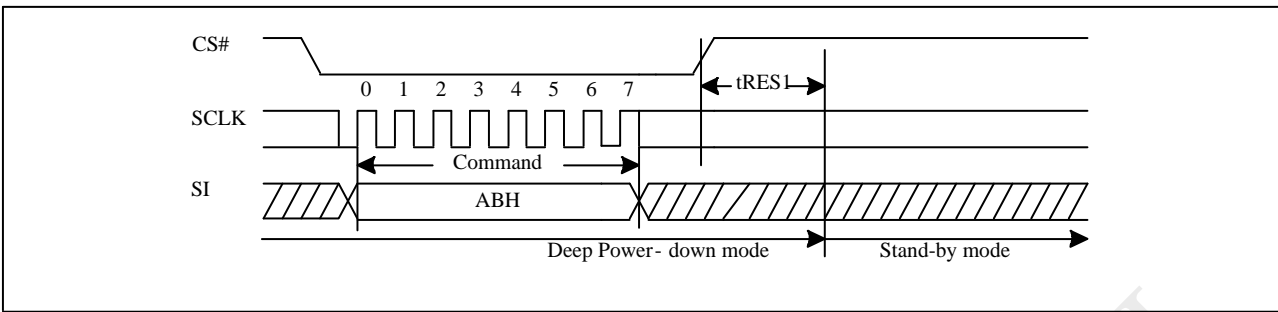 CS#
0 1 2 3 4 5 6 7
tRES1
SCLK
Command
SI
ABH
Deep Power- down mode
Stand-by mode